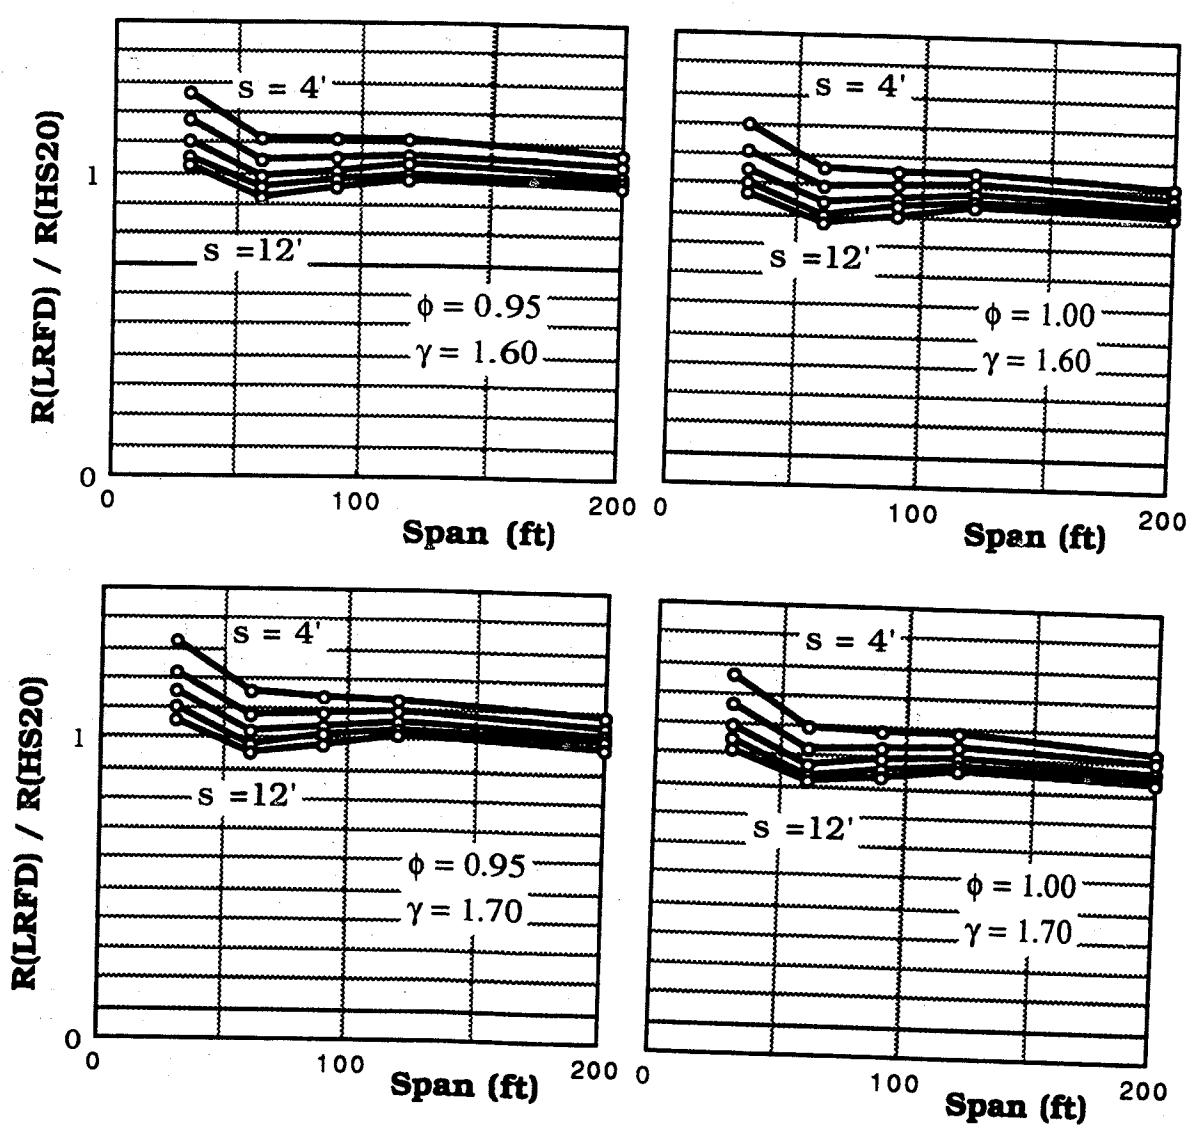 R(LRFD) / R(HS20)
1
0
s = 4'
s =12'
ϕ = 0.95
γ = 1.60
0
100
200
Span (ft)
s = 4'
s =12'
ϕ = 1.00
γ = 1.60
0
100
200
Span (ft)
R(LRFD) / R(HS20)
1
0
s = 4'
s =12'
ϕ = 0.95
γ = 1.70
0
100
200
Span (ft)
s = 4'
s =12'
ϕ = 1.00
γ = 1.70
0
100
200
Span (ft)